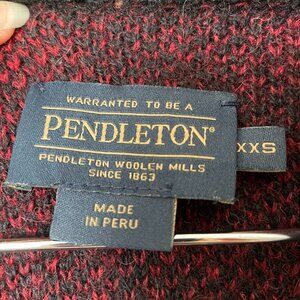 WARRANTED TO BE A
PENDLETON®
PENDLETON WOOLEN MILLS
SINCE 1863
XXS
MADE
IN PERU